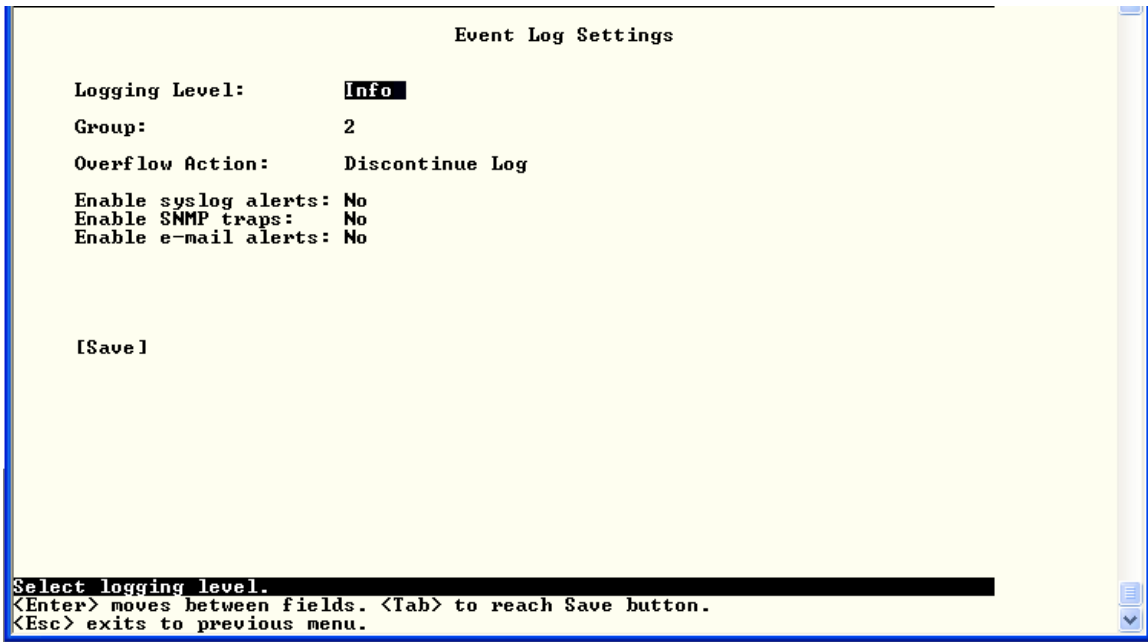 Event Log Settings
Logging Level: Info
Group: 2
Overflow Action: Discontinue Log
Enable syslog alerts: No
Enable SNMP traps: No
Enable e-mail alerts: No
[Save]
Select logging level.
<Enter> moves between fields. <Tab> to reach Save button.
<Esc> exits to previous menu.